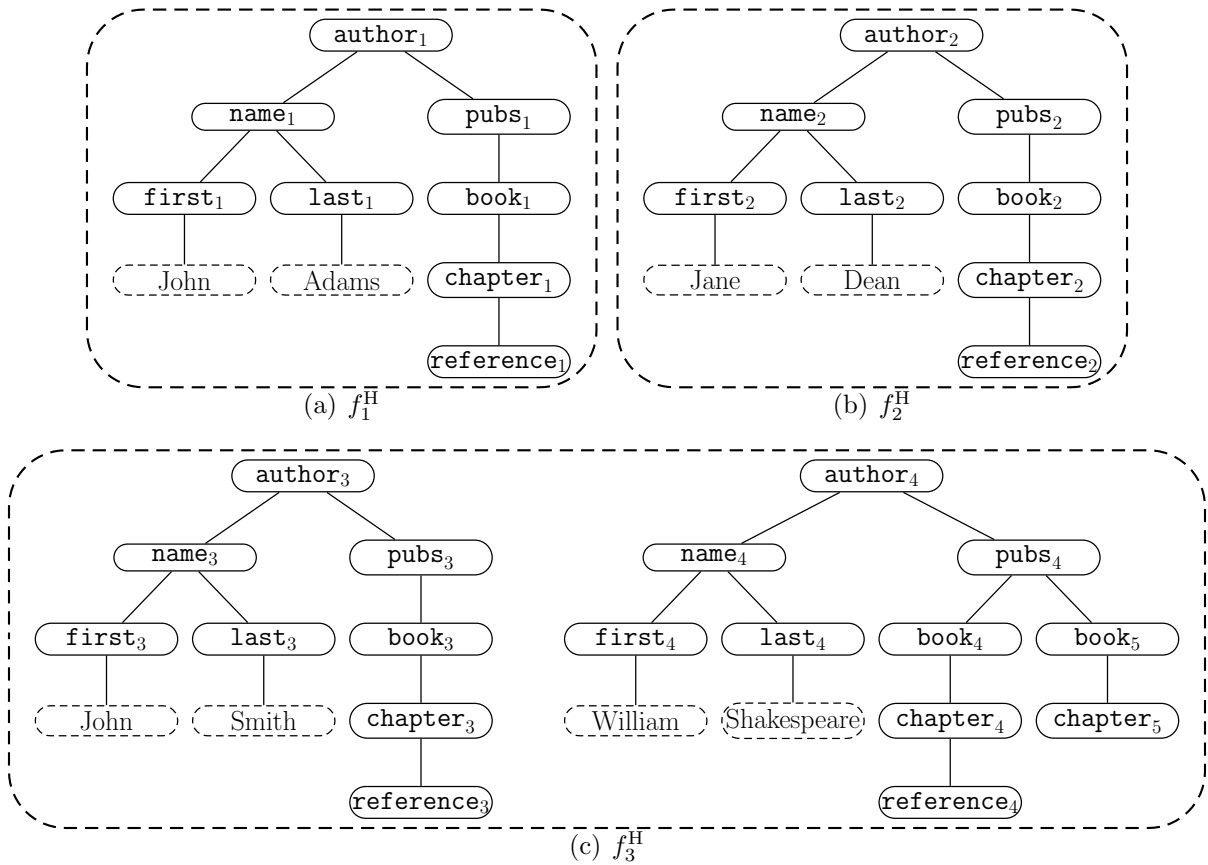 author₁ author₂
name₁ pubs₁ name₂ pubs₂
first₁ last₁ book₁ first₂ last₂ book₂
John Adams chapter₁ Jane Dean chapter₂
reference₁ reference₂
(a) f₁ᴴ (b) f₂ᴴ
author₃ author₄
name₃ pubs₃ name₄ pubs₄
first₃ last₃ book₃ first₄ last₄ book₄ book₅
John Smith chapter₃ William Shakespeare chapter₄ chapter₅
reference₃ reference₄
(c) f₃ᴴ